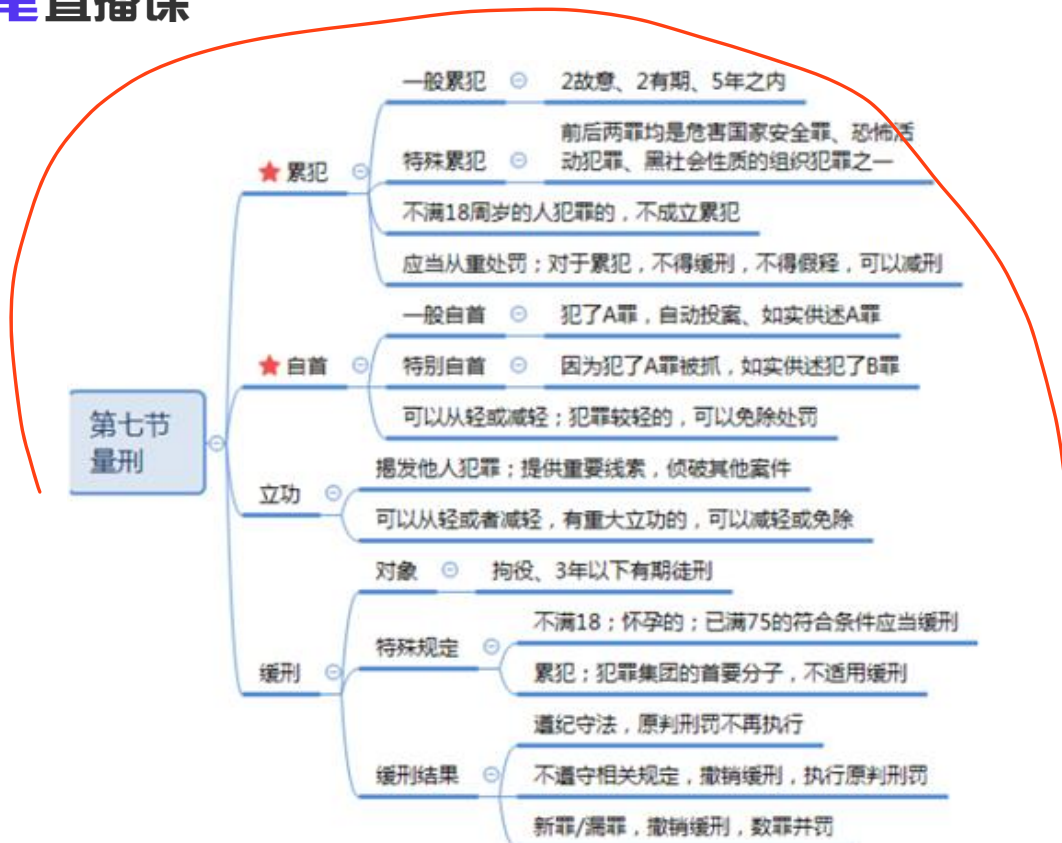 直播课
一般累犯
2故意、2有期、5年之内
前后两罪均是危害国家安全罪、恐怖活
动犯罪、黑社会性质的组织犯罪之一
特殊累犯
累犯
不满18周岁的人犯罪的，不成立累犯
应当从重处罚；对于累犯，不得缓刑，不得假释，可以减刑
一般自首
犯了A罪，自动投案、如实供述A罪
自首
特别自首
因为犯了A罪被抓，如实供述犯了B罪
可以从轻或减轻；犯罪较轻的，可以免除处罚
第七节
量刑
揭发他人犯罪；提供重要线索，侦破其他案件
立功
可以从轻或者减轻，有重大立功的，可以减轻或免除
对象
拘役、3年以下有期徒刑
不满18；怀孕的；已满75的符合条件应当缓刑
特殊规定
累犯；犯罪集团的首要分子，不适用缓刑
缓刑
遵纪守法，原判刑罚不再执行
缓刑结果
不遵守相关规定，撤销缓刑，执行原判刑罚
新罪/漏罪，撤销缓刑，数罪并罚